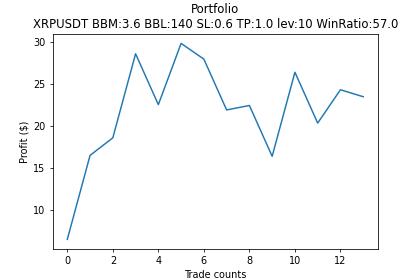 Portfolio
XRPUSDT BBM:3.6 BBL:140 SL:0.6 TP:1.0 lev:10 WinRatio:57.0
30
25
20
15
10
Profit ($)
0 2 4 6 8 10 12
Trade counts